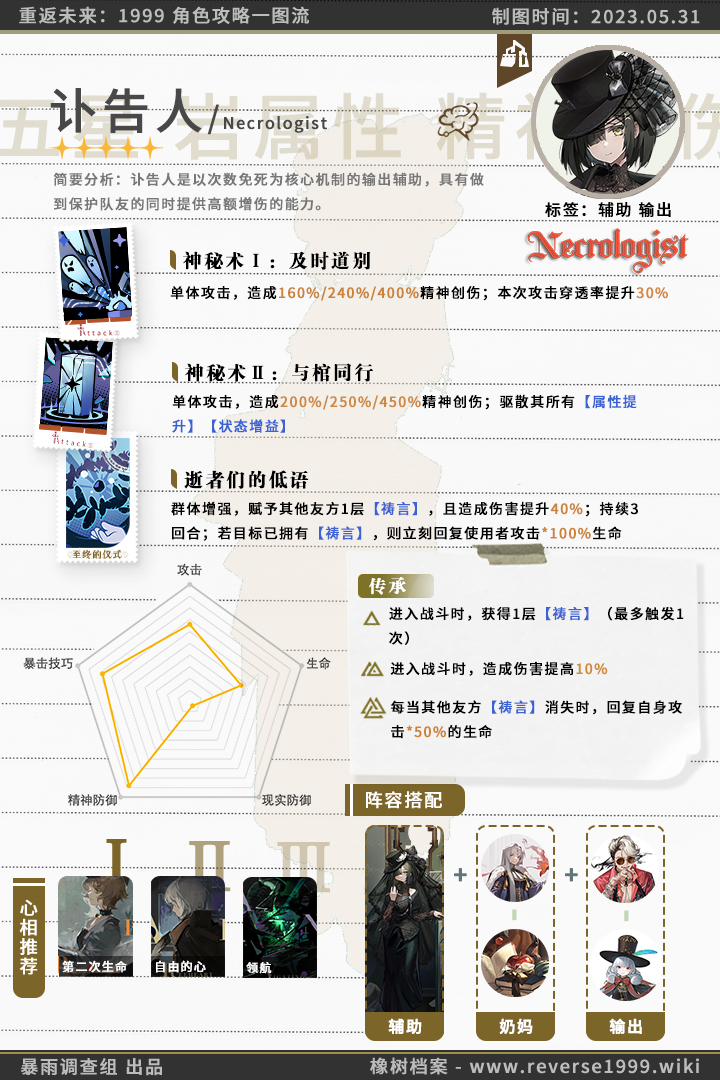 重返未来：1999 角色攻略一图流
制图时间：2023.05.31
五星 岩属性 精神创伤
讣告人/Necrologist
简要分析：讣告人是以次数免死为核心机制的输出辅助，具有做
到保护队友的同时提供高额增伤的能力。
标签：辅助 输出
Necrologist
神秘术Ⅰ：及时道别
单体攻击，造成160%/240%/400%精神创伤；本次攻击穿透率提升30%
Attack
神秘术Ⅱ：与棺同行
单体攻击，造成200%/250%/450%精神创伤；驱散其所有【属性提
升】【状态增益】
Attack
逝者们的低语
群体增强，赋予其他友方1层【祷言】，且造成伤害提升40%；持续3
回合；若目标已拥有【祷言】，则立刻回复使用者攻击*100%生命
至终的仪式
攻击
暴击技巧
生命
精神防御
现实防御
传承
进入战斗时，获得1层【祷言】（最多触发1
次）
进入战斗时，造成伤害提高10%
每当其他友方【祷言】消失时，回复自身攻
击*50%的生命
阵容搭配
Ⅰ Ⅱ Ⅲ
心相推荐
第二次生命
自由的心
领航
+ +
辅助
奶妈
输出
暴雨调查组 出品
橡树档案 - www.reverse1999.wiki